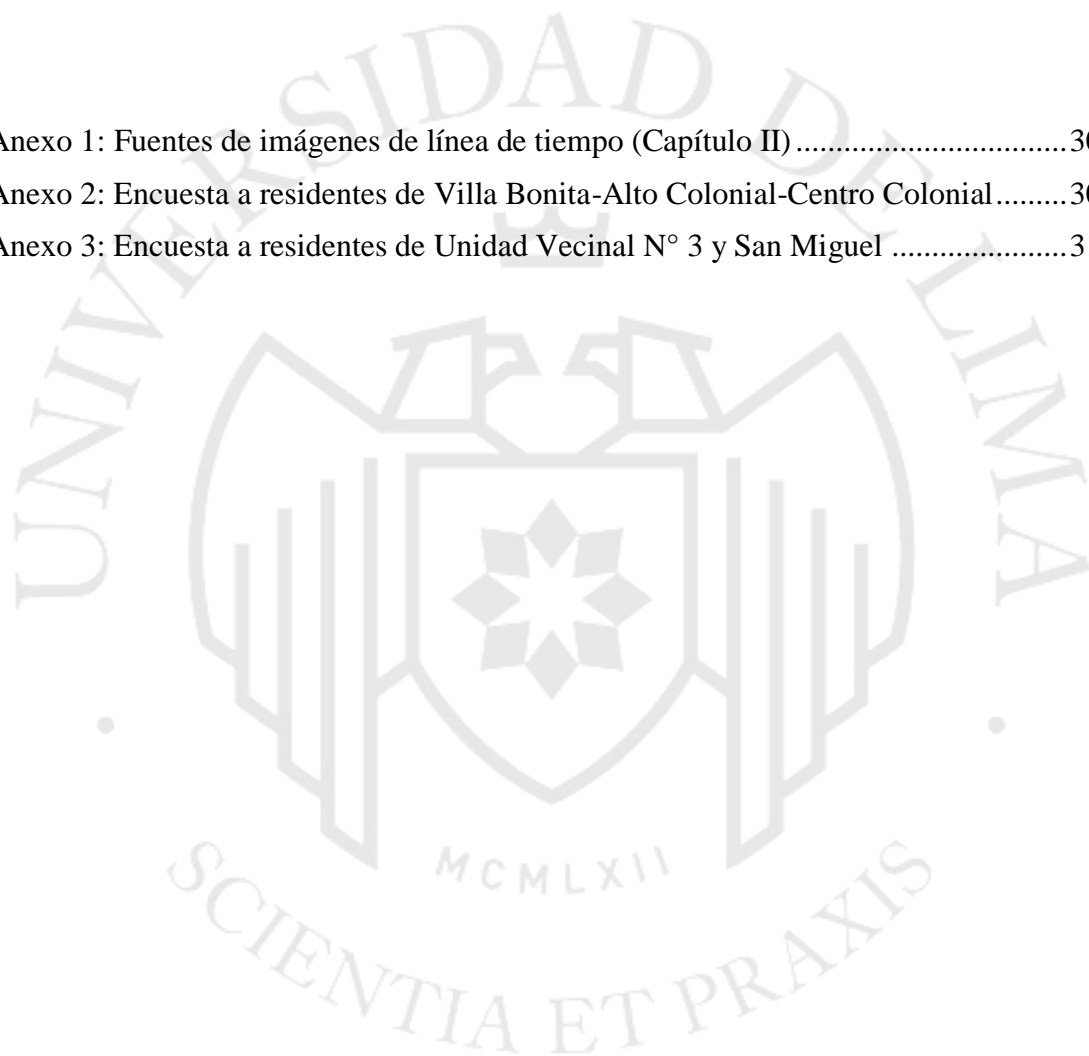 Anexo 1: Fuentes de imágenes de línea de tiempo (Capítulo II)..................................30
Anexo 2: Encuesta a residentes de Villa Bonita-Alto Colonial-Centro Colonial.........30
Anexo 3: Encuesta a residentes de Unidad Vecinal N° 3 y San Miguel ......................3
UNIVERSIDAD DE LIMA
MCMLXII
SCIENTIA ET PRAXIS